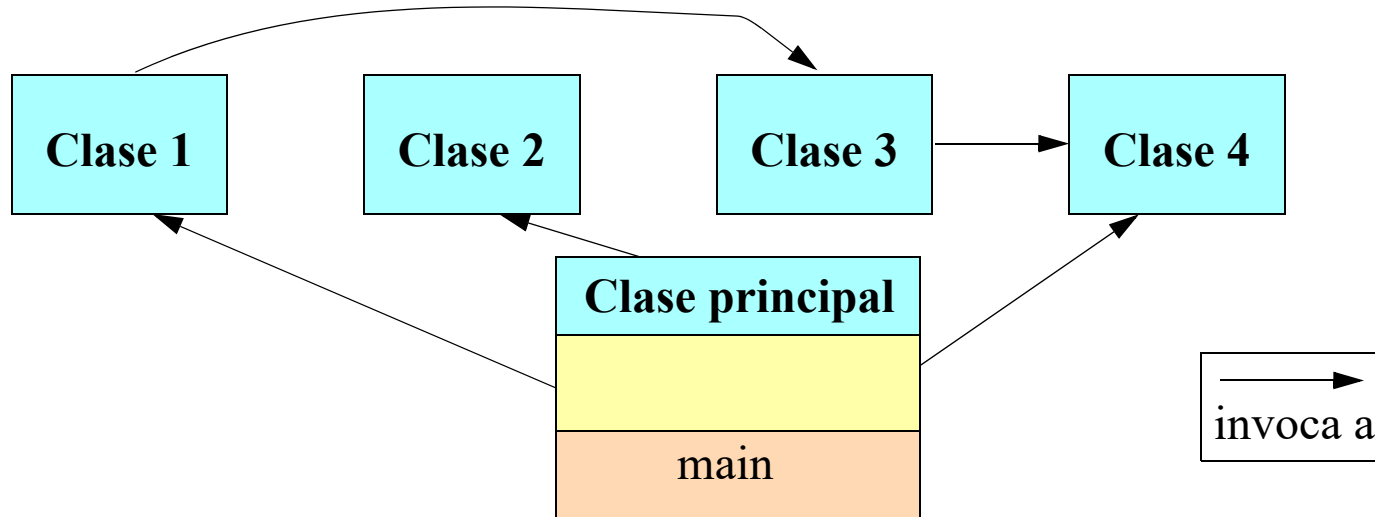 Clase 1
Clase 2
Clase 3
Clase 4
Clase principal
main
invoca a